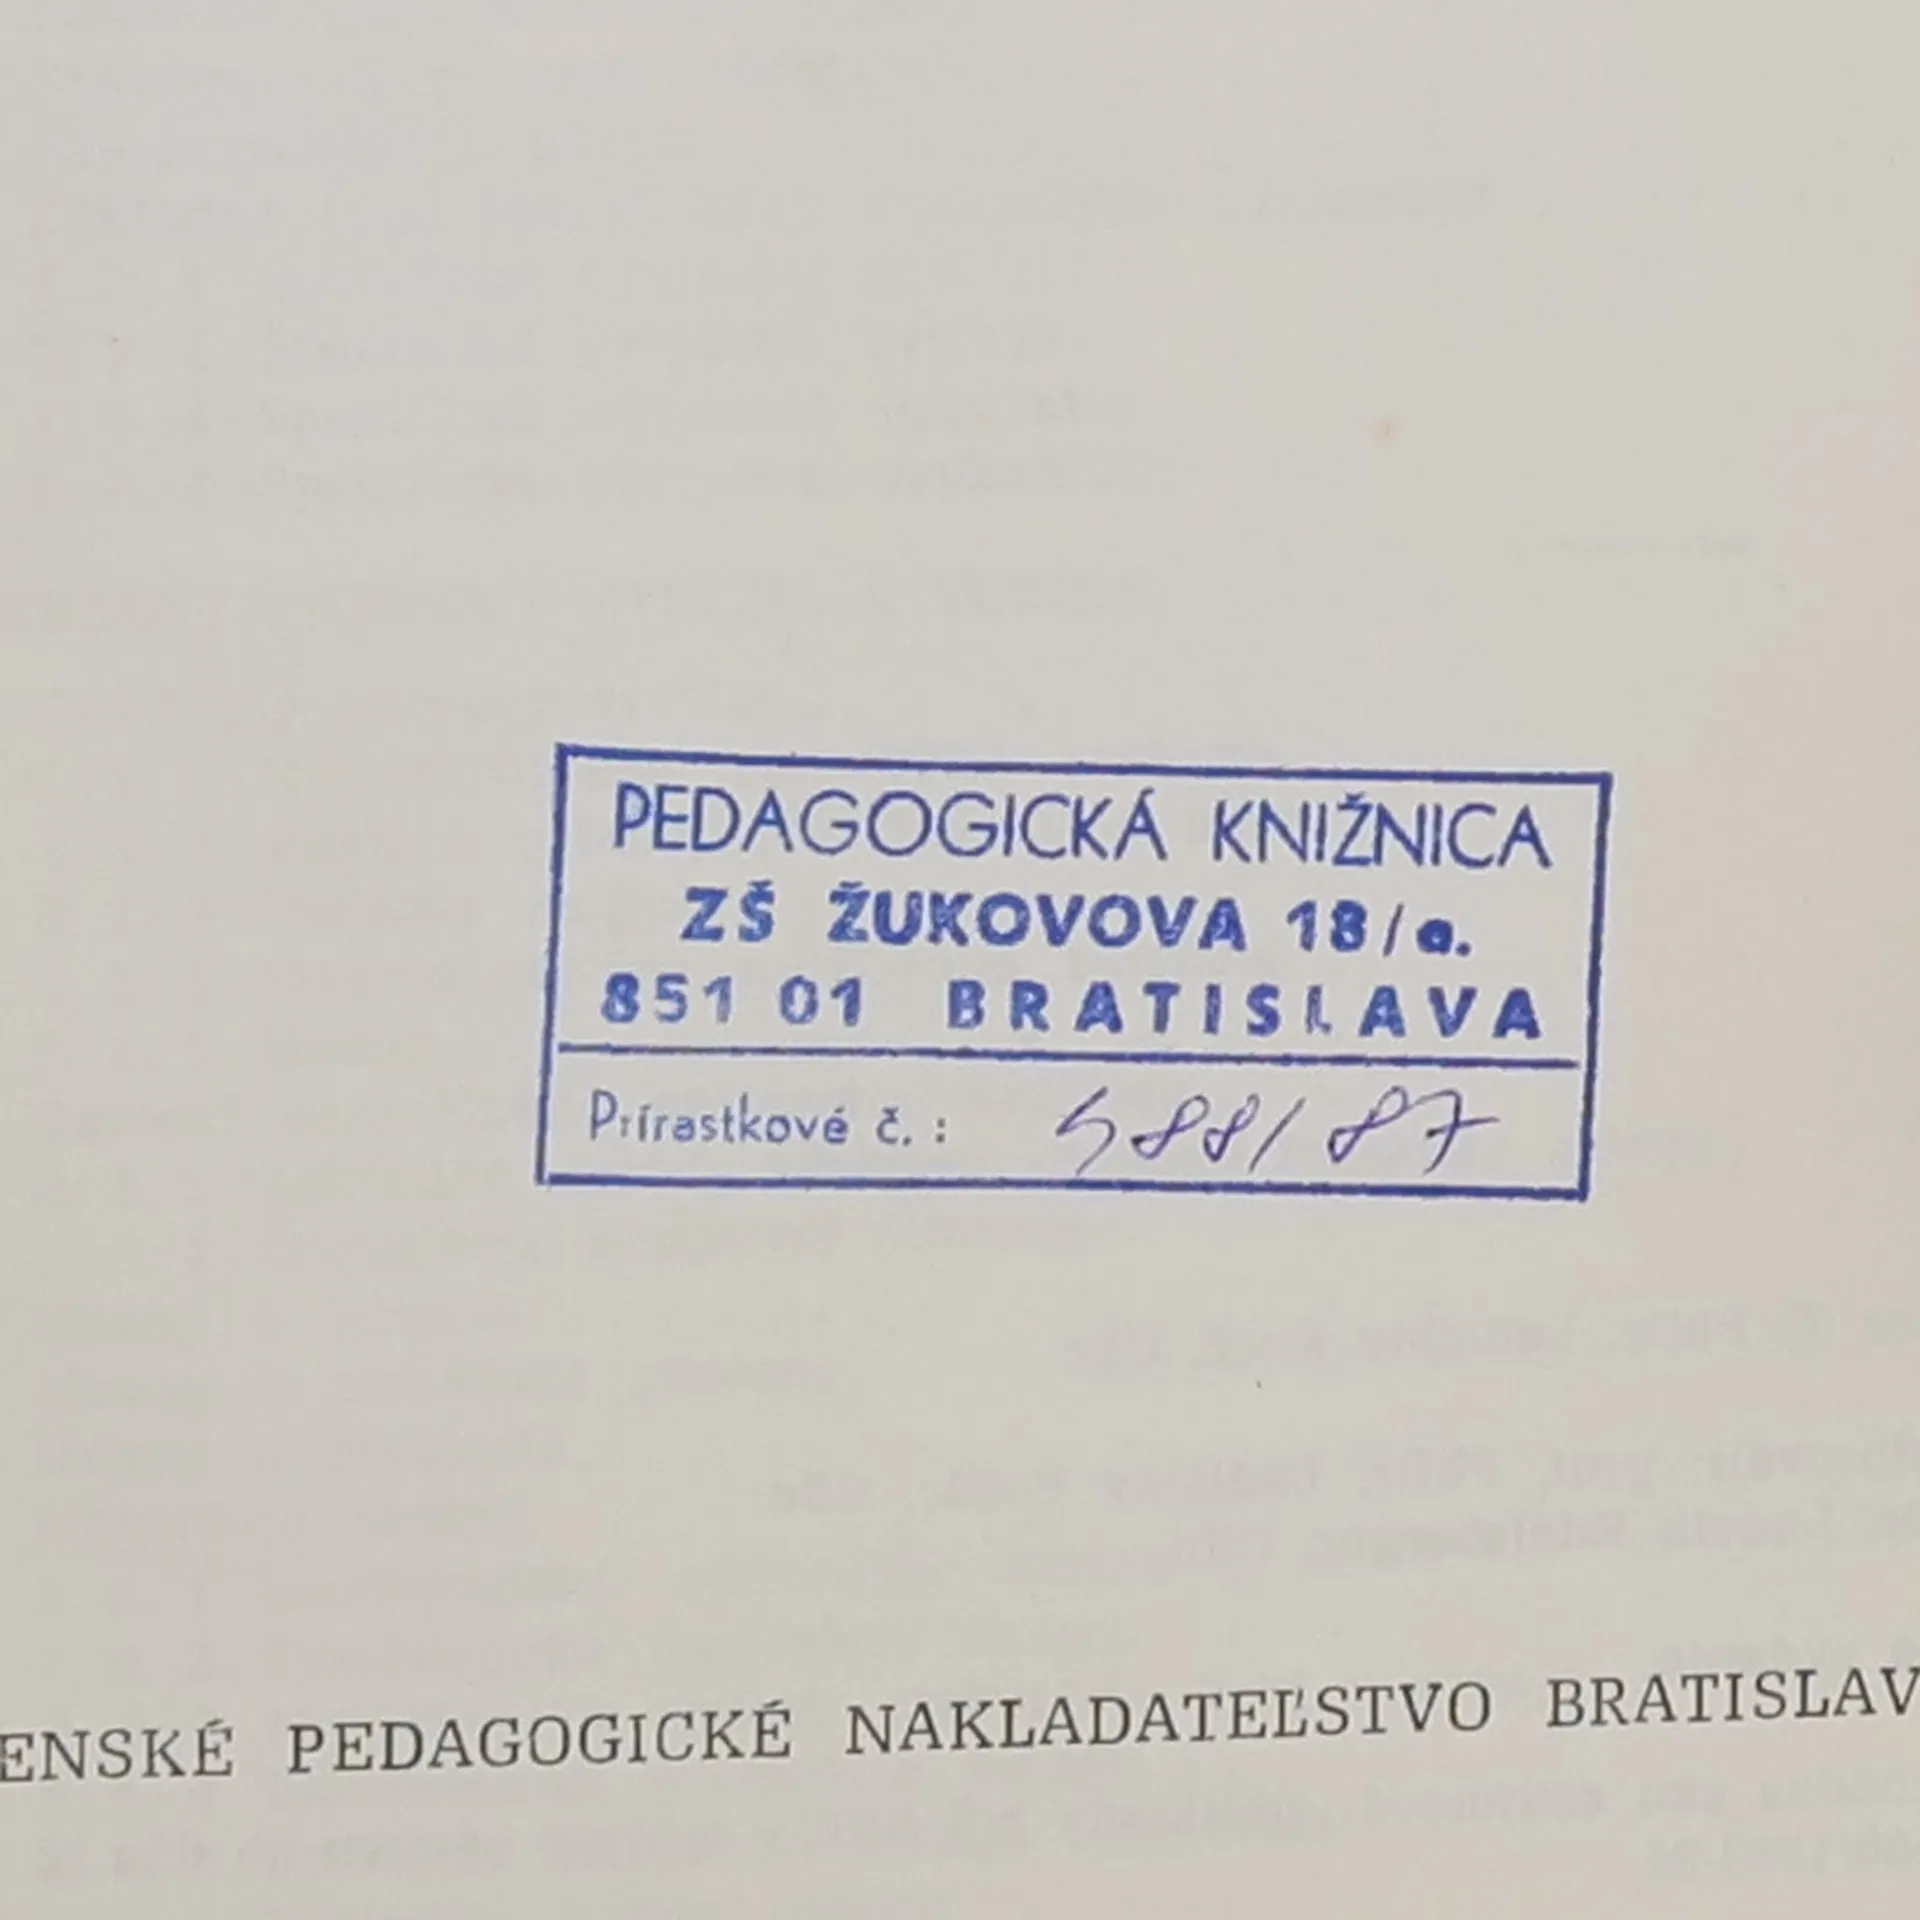 PEDAGOGICKÁ KNIŽNICA
ZŠ ŽUKOVOVA 18/a.
851 01 BRATISLAVA
Prírastkové č.: 588/87
ENSKÉ PEDAGOGICKÉ NAKLADATEĽSTVO BRATISLAV